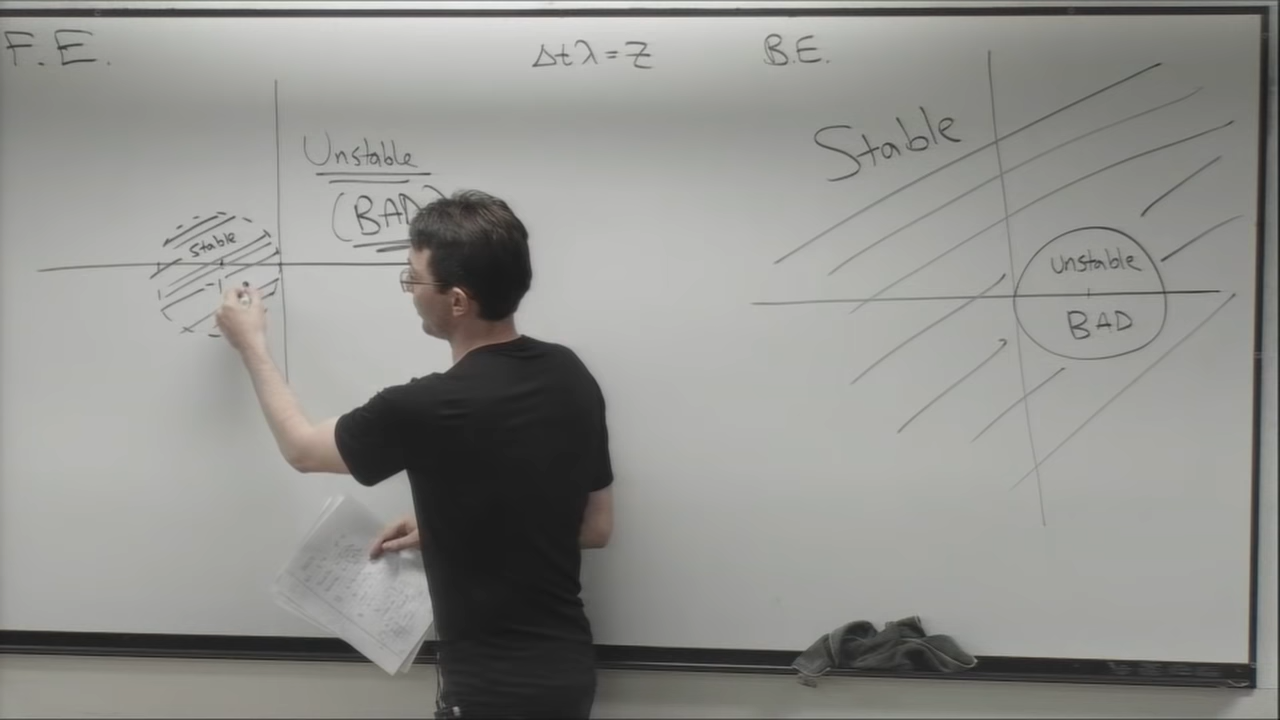 F.E.
Δtλ=Z
B.E.
Unstable
(BAD)
Stable
Stable
Unstable
BAD